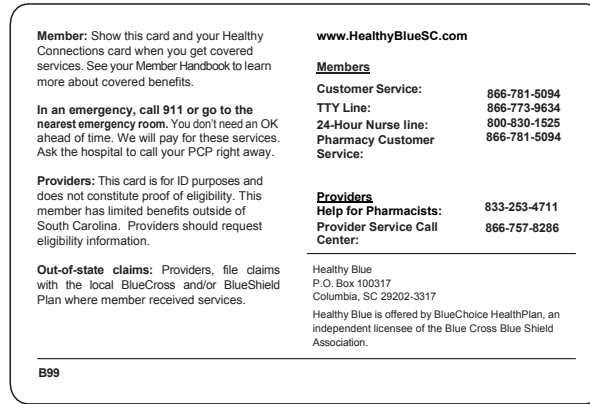 Member: Show this card and your Healthy
Connections card when you get covered
services. See your Member Handbook to learn
more about covered benefits.
In an emergency, call 911 or go to the
nearest emergency room. You don't need an OK
ahead of time. We will pay for these services.
Ask the hospital to call your PCP right away.
Providers: This card is for ID purposes and
does not constitute proof of eligibility. This
member has limited benefits outside of
South Carolina. Providers should request
eligibility information.
Out-of-state claims: Providers, file claims
with the local BlueCross and/or BlueShield
Plan where member received services.
www.HealthyBlueSC.com
Members
Customer Service: 866-781-5094
TTY Line: 866-773-9634
24-Hour Nurse line: 800-830-1525
Pharmacy Customer 866-781-5094
Service:
Providers
Help for Pharmacists: 833-253-4711
Provider Service Call 866-757-8286
Center:
Healthy Blue
P.O. Box 100317
Columbia, SC 29202-3317
Healthy Blue is offered by BlueChoice HealthPlan, an
independent licensee of the Blue Cross Blue Shield
Association.
B99